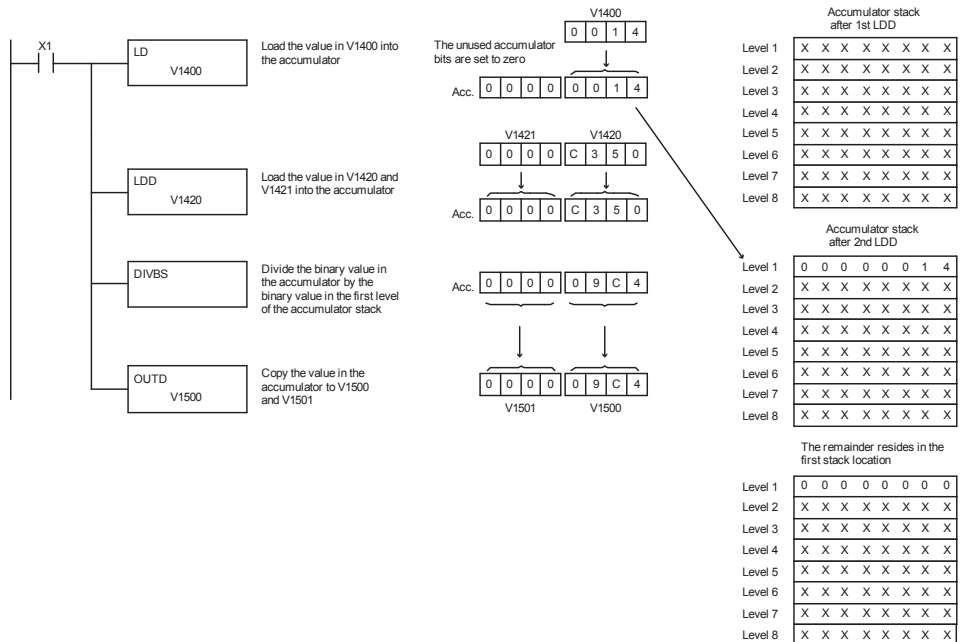 X1
LD
V1400
Load the value in V1400 into
the accumulator
LDD
V1420
Load the value in V1420 and
V1421 into the accumulator
DIVBS
Divide the binary value in
the accumulator by the
binary value in the first level
of the accumulator stack
OUTD
V1500
Copy the value in the
accumulator to V1500
and V1501
V1400
0 0 1 4
The unused accumulator
bits are set to zero
Acc. 0 0 0 0 0 0 1 4
V1421 V1420
0 0 0 0 C 3 5 0
Acc. 0 0 0 0 C 3 5 0
Acc. 0 0 0 0 0 9 C 4
0 0 0 0 0 9 C 4
V1501 V1500
Accumulator stack
after 1st LDD
Level 1 X X X X X X X X
Level 2 X X X X X X X X
Level 3 X X X X X X X X
Level 4 X X X X X X X X
Level 5 X X X X X X X X
Level 6 X X X X X X X X
Level 7 X X X X X X X X
Level 8 X X X X X X X X
Accumulator stack
after 2nd LDD
Level 1 0 0 0 0 0 0 1 4
Level 2 X X X X X X X X
Level 3 X X X X X X X X
Level 4 X X X X X X X X
Level 5 X X X X X X X X
Level 6 X X X X X X X X
Level 7 X X X X X X X X
Level 8 X X X X X X X X
The remainder resides in the
first stack location
Level 1 0 0 0 0 0 0 0 0
Level 2 X X X X X X X X
Level 3 X X X X X X X X
Level 4 X X X X X X X X
Level 5 X X X X X X X X
Level 6 X X X X X X X X
Level 7 X X X X X X X X
Level 8 X X X X X X X X